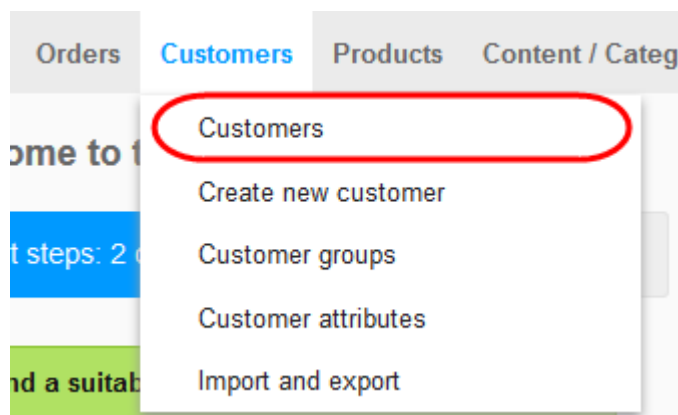 Orders Customers Products Content / Categ
Customers
ome to t
Create new customer
t steps: 2
Customer groups
Customer attributes
nd a suitab
Import and export